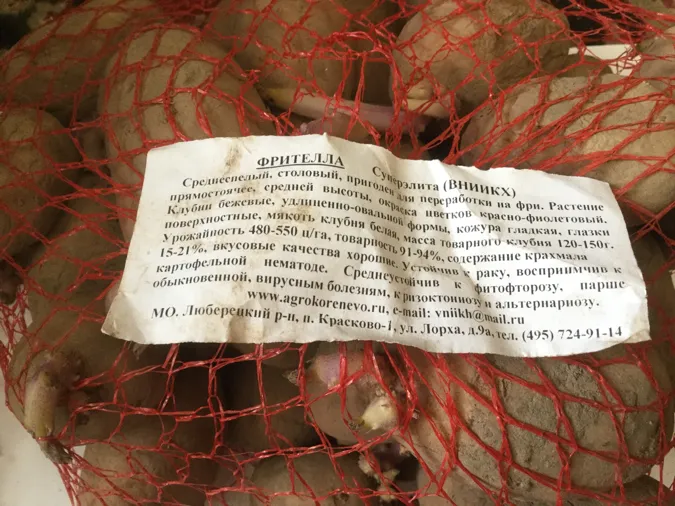 ФРИТЕЛЛА Суперэлита (ВНИИКХ)
Среднеспелый, столовый, пригоден для переработки на фри. Растение
прямостоячее, средней высоты, окраска цветков красно-фиолетовый.
Клубни бежевые, удлиненно-овальной формы, кожура гладкая, глазки
поверхностные, мякоть клубня белая, масса товарного клубня 120-150г.
Урожайность 480-550 ц/га, товарность 91-94%, содержание крахмала
15-21%, вкусовые качества хорошие. Устойчив к раку, восприимчив к
картофельной нематоде. Среднеустойчив к фитофторозу, парше
обыкновенной, вирусным болезням, к ризоктониозу и альтернариозу.
www.agrokorenevo.ru, e-mail: vniikh@mail.ru
МО. Люберецкий р-н, п. Красково-1, ул. Лорха, д.9а, тел. (495) 724-91-14